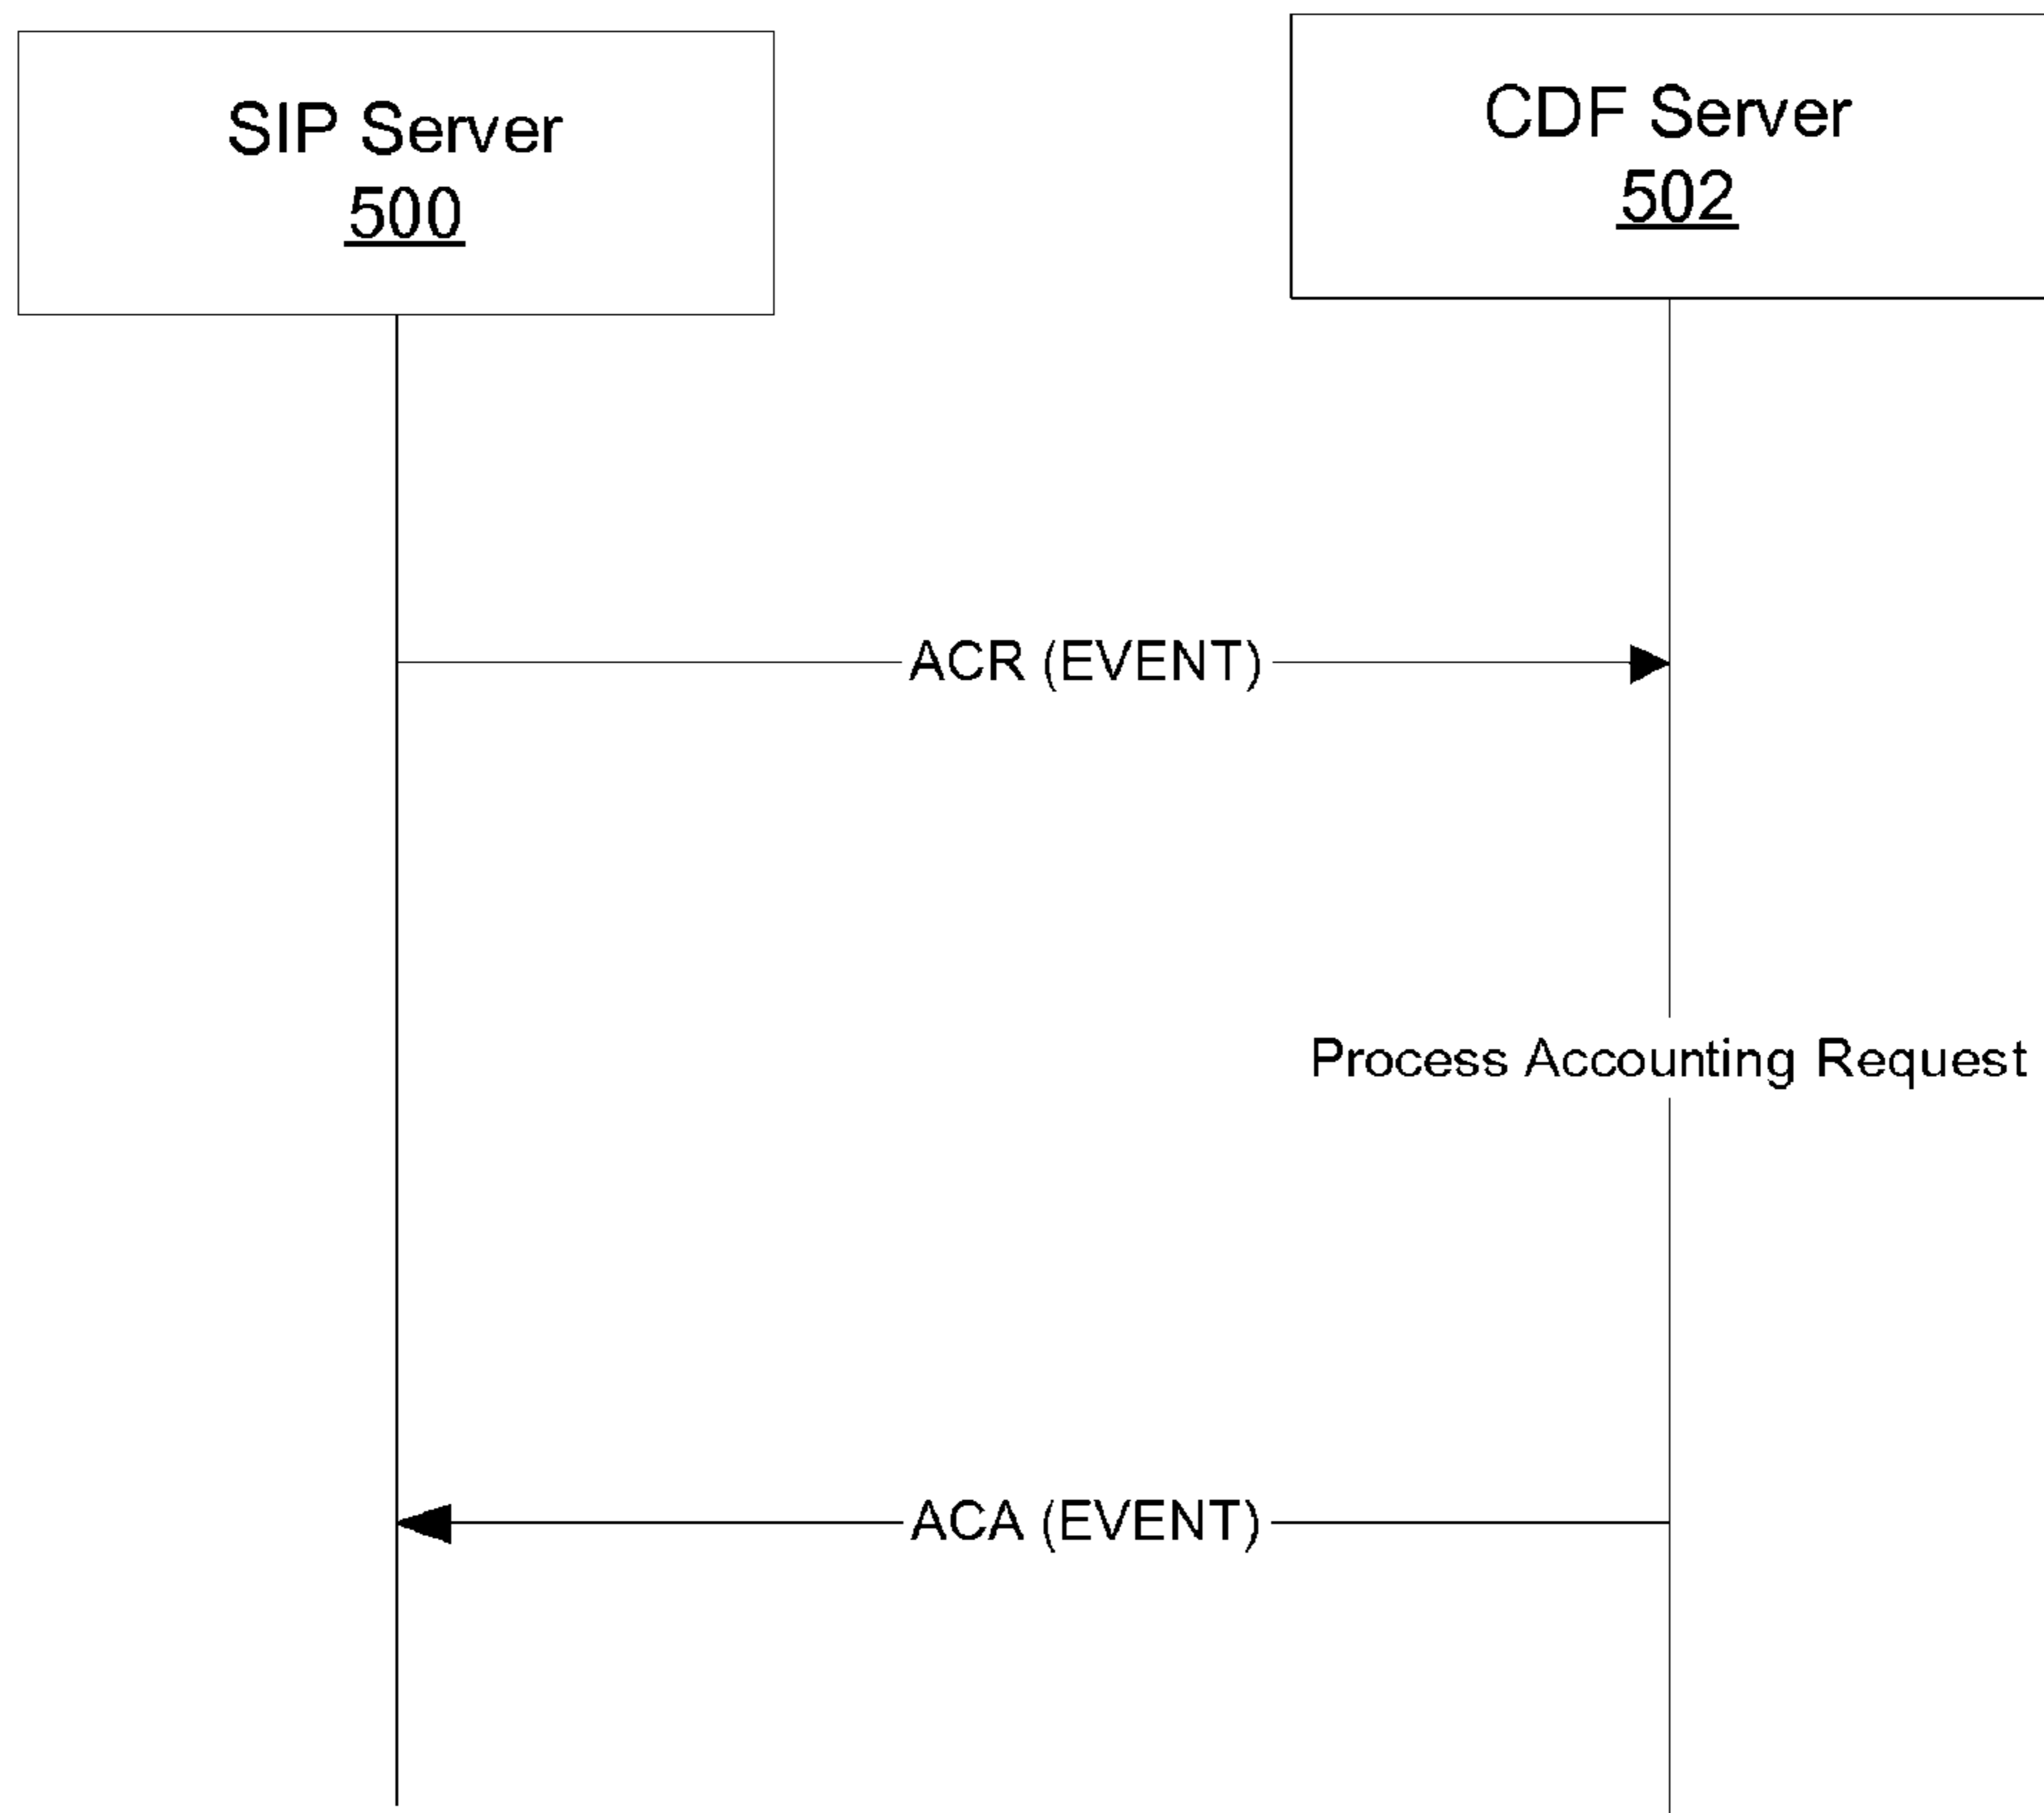 SIP Server
500
CDF Server
502
ACR (EVENT)
Process Accounting Request
ACA (EVENT)